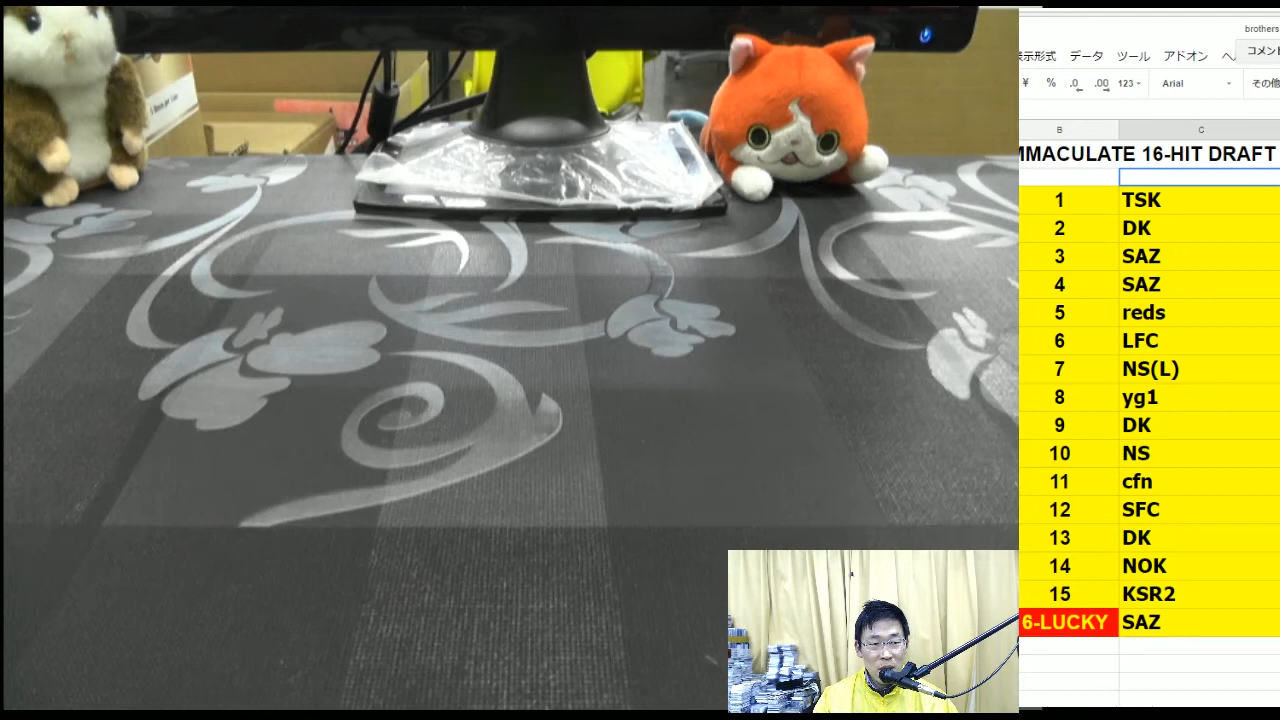 brothers
表示形式 データ ツール アドオン ヘ コメント
¥ % .0 .00 123 Arial その他
B C
MMACULATE 16-HIT DRAFT
1 TSK
2 DK
3 SAZ
4 SAZ
5 reds
6 LFC
7 NS(L)
8 yg1
9 DK
10 NS
11 cfn
12 SFC
13 DK
14 NOK
15 KSR2
6-LUCKY SAZ